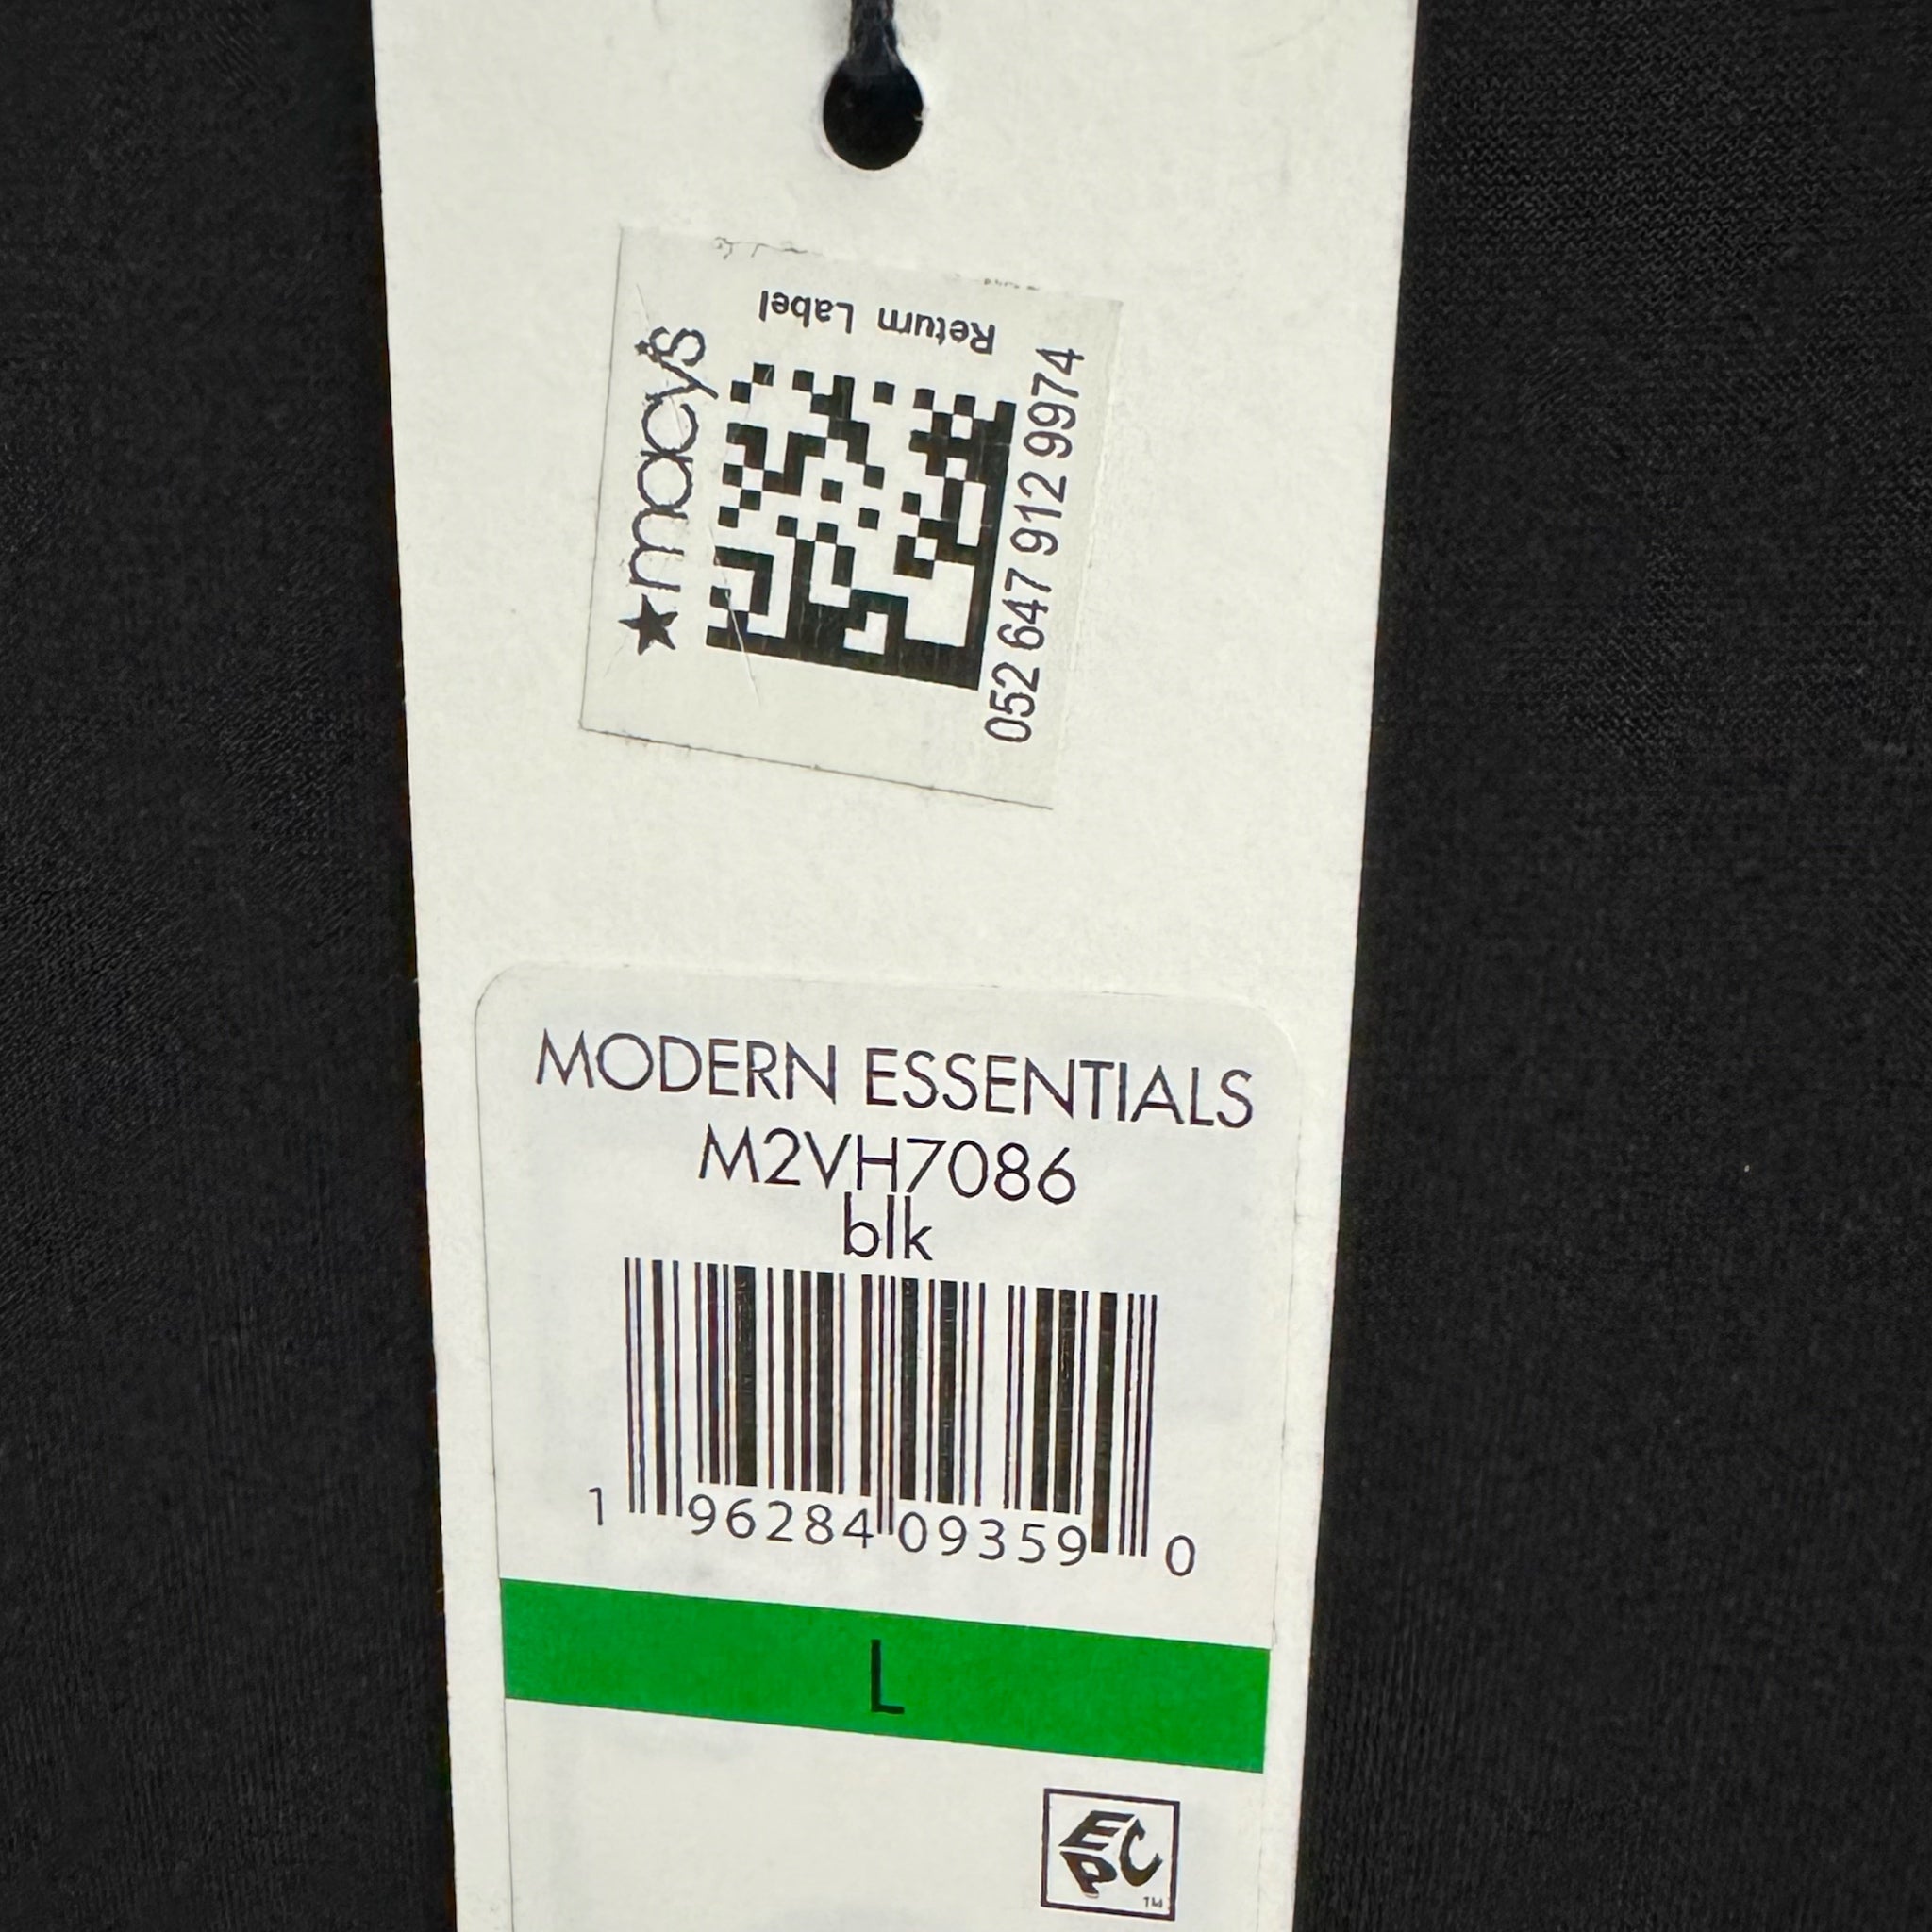 Return Label
macy's
052 647 912 9974
MODERN ESSENTIALS
M2VH7086
blk
1 96284 09359 0
L
EPC
TM